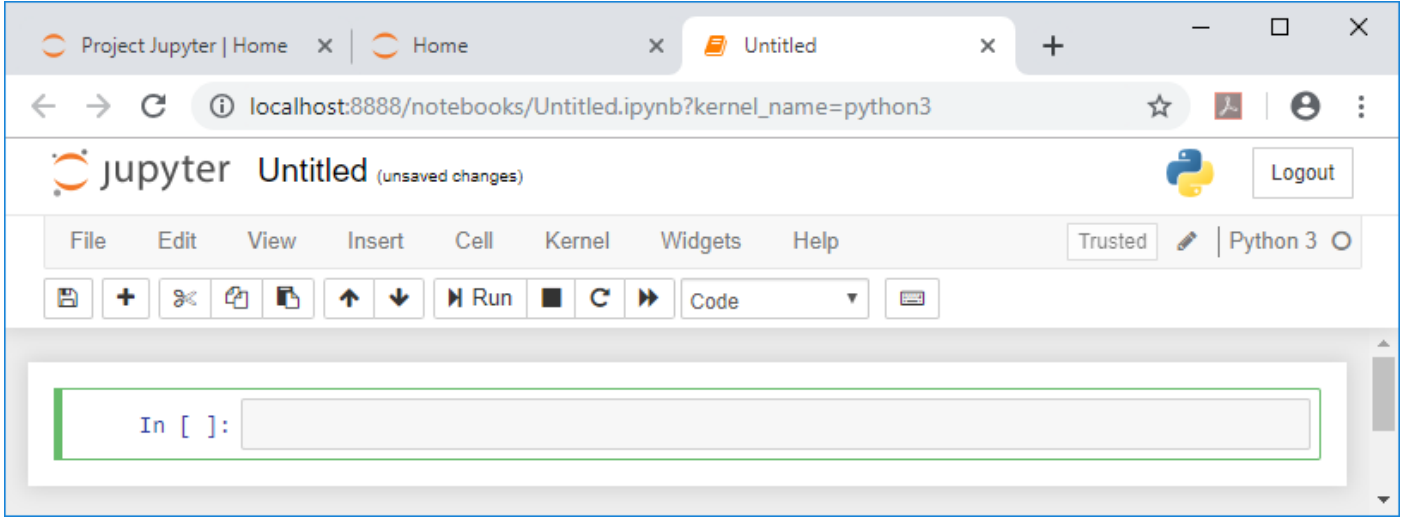 Project Jupyter | Home Home Untitled
localhost:8888/notebooks/Untitled.ipynb?kernel_name=python3
jupyter Untitled (unsaved changes) Logout
File Edit View Insert Cell Kernel Widgets Help Trusted Python 3
Run Code
In [ ]: